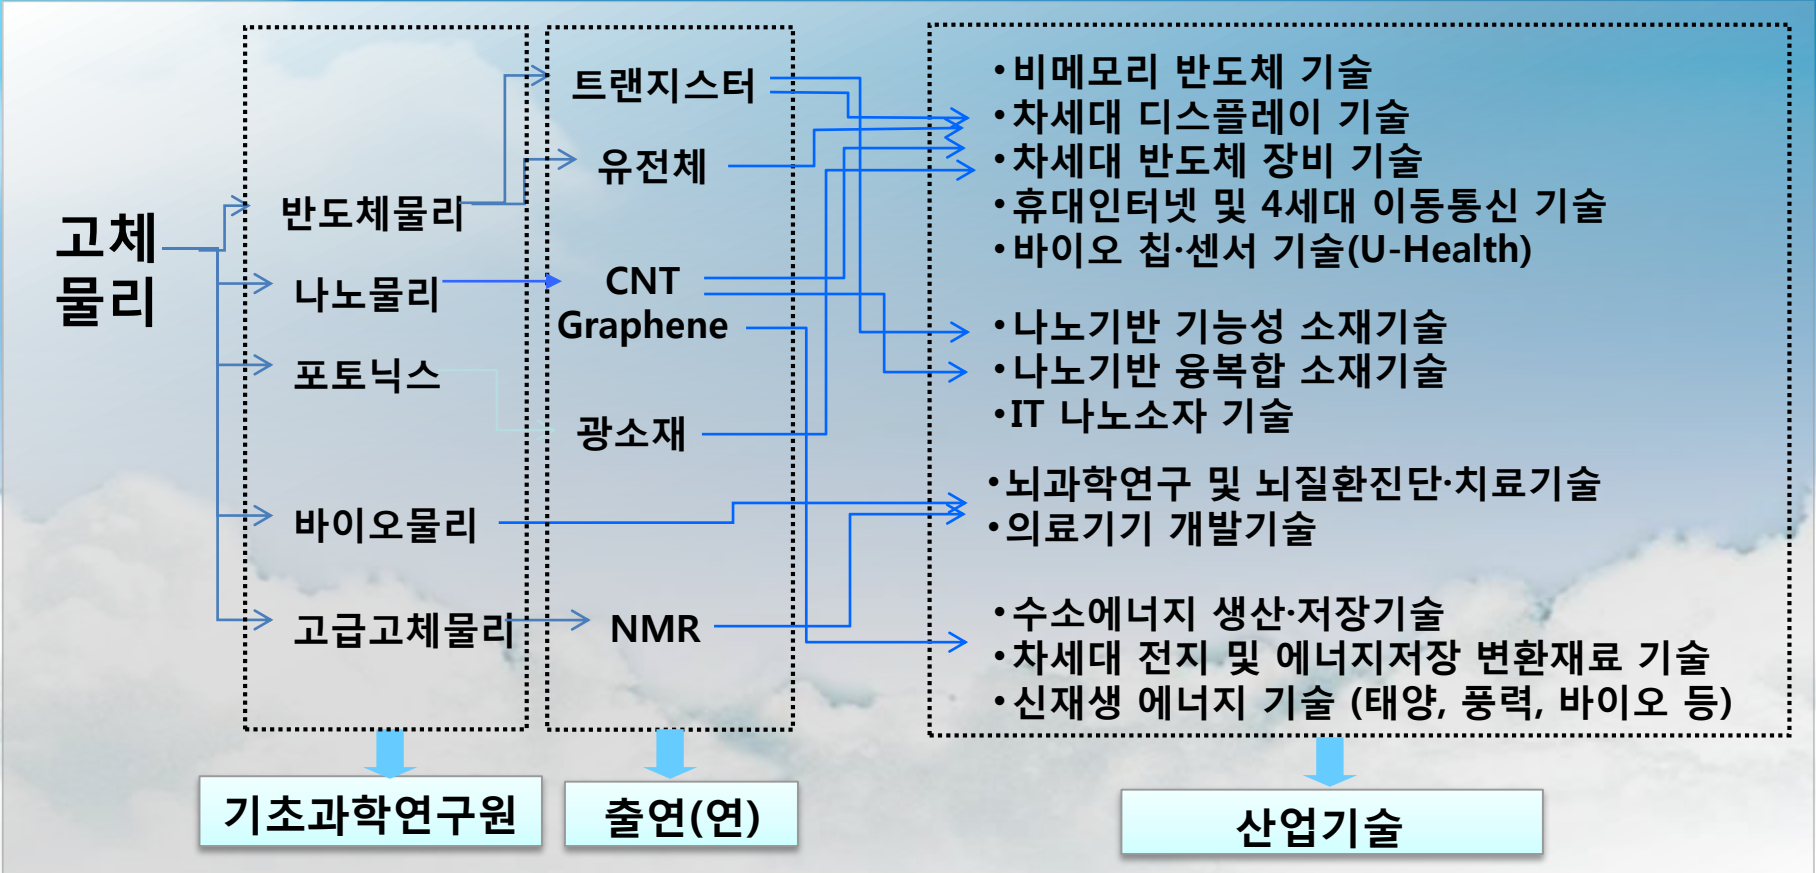 고체
물리
반도체물리
나노물리
포토닉스
바이오물리
고급고체물리
트랜지스터
유전체
CNT
Graphene
광소재
NMR
•비메모리 반도체 기술
•차세대 디스플레이 기술
•차세대 반도체 장비 기술
•휴대인터넷 및 4세대 이동통신 기술
•바이오 칩·센서 기술(U-Health)
•나노기반 기능성 소재기술
•나노기반 융복합 소재기술
•IT 나노소자 기술
•뇌과학연구 및 뇌질환진단·치료기술
•의료기기 개발기술
•수소에너지 생산·저장기술
•차세대 전지 및 에너지저장 변환재료 기술
•신재생 에너지 기술 (태양, 풍력, 바이오 등)
기초과학연구원
출연(연)
산업기술